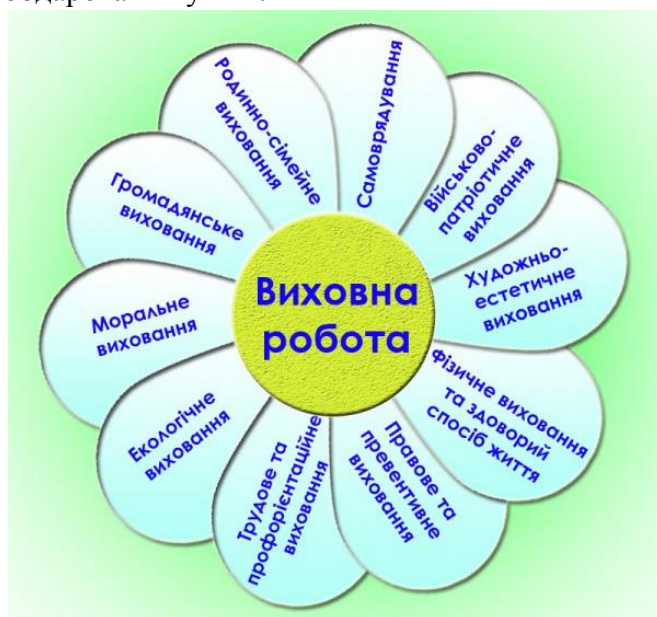 Виховна
робота
Самоврядування
Військово-
патріотичне
виховання
Художньо-
естетичне
виховання
Фізичне виховання
та здоворий
спосіб життя
Правове та
превентивне
виховання
Трудове та
профорієнтаційне
виховання
Екологічне
виховання
Моральне
виховання
Громадянське
виховання
Родинно-сімейне
виховання